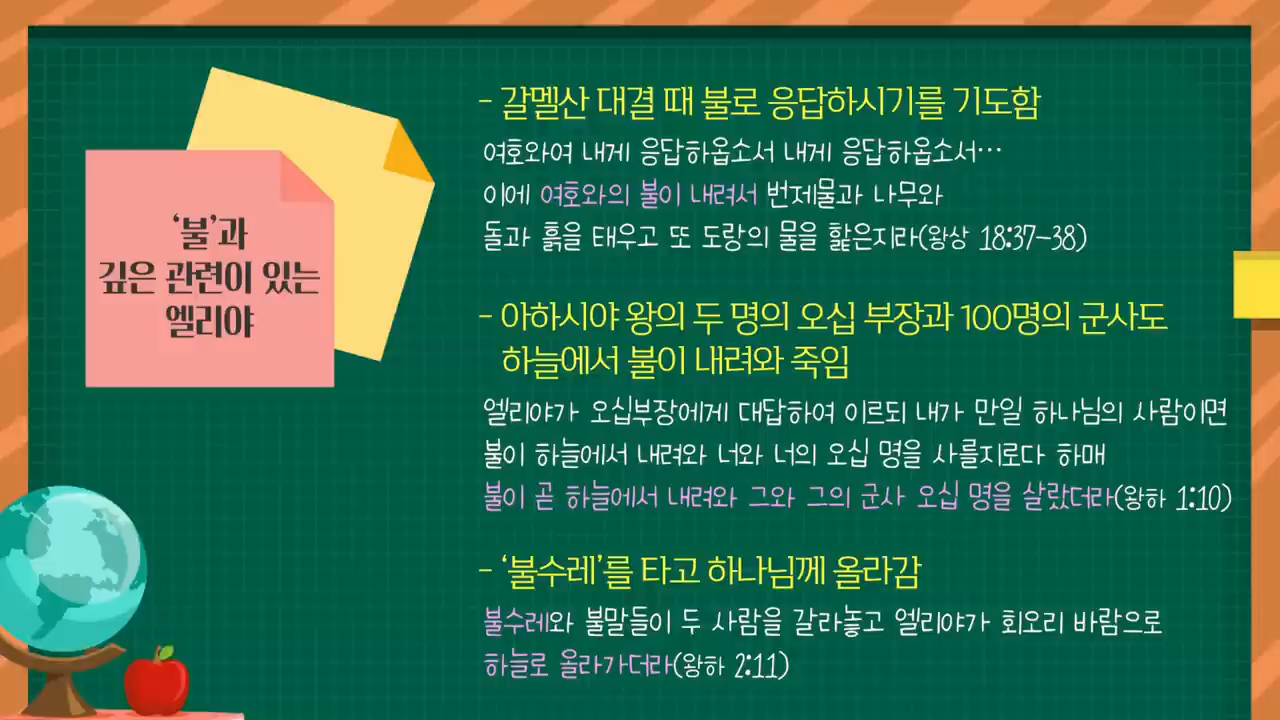 ‘불’과
깊은 관련이 있는
엘리야
- 갈멜산 대결 때 불로 응답하시기를 기도함
여호와여 내게 응답하옵소서 내게 응답하옵소서…
이에 여호와의 불이 내려서 번제물과 나무와
돌과 흙을 태우고 또 도랑의 물을 핥은지라(왕상 18:37-38)
- 아하시야 왕의 두 명의 오십 부장과 100명의 군사도
하늘에서 불이 내려와 죽임
엘리야가 오십부장에게 대답하여 이르되 내가 만일 하나님의 사람이면
불이 하늘에서 내려와 너와 너의 오십 명을 사를지로다 하매
불이 곧 하늘에서 내려와 그와 그의 군사 오십 명을 살랐더라(왕하 1:10)
- ‘불수레’를 타고 하나님께 올라감
불수레와 불말들이 두 사람을 갈라놓고 엘리야가 회오리 바람으로
하늘로 올라가더라(왕하 2:11)